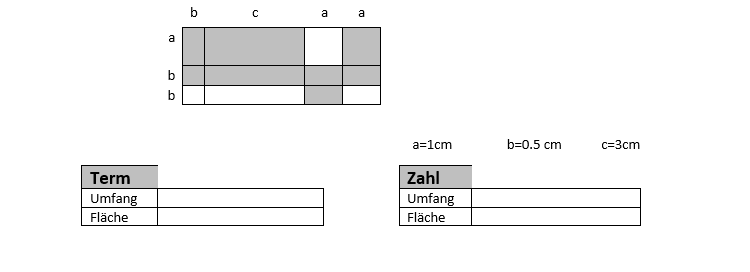 b c a a
a
b
b
a=1cm b=0.5 cm c=3cm
Term
Umfang
Fläche
Zahl
Umfang
Fläche